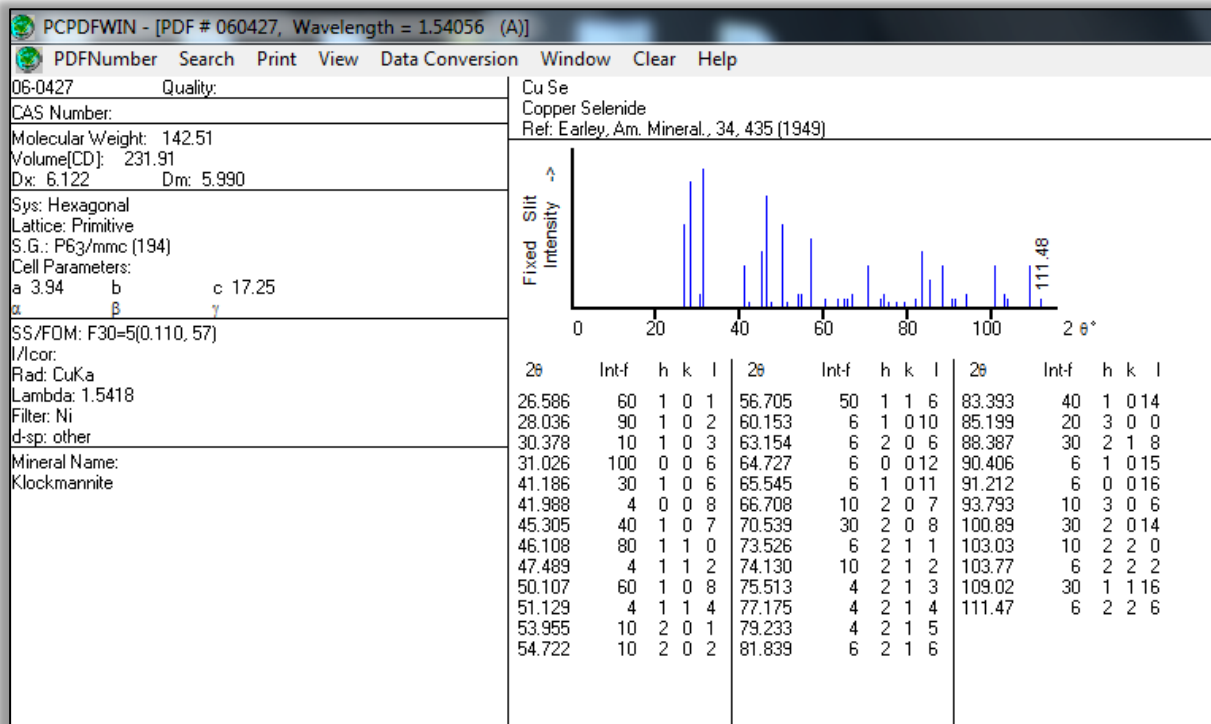 PCPDFWIN - [PDF # 060427, Wavelength = 1.54056 (A)]
PDFNumber Search Print View Data Conversion Window Clear Help
06-0427 Quality:
CAS Number:
Molecular Weight: 142.51
Volume[CD]: 231.91
Dx: 6.122 Dm: 5.990
Sys: Hexagonal
Lattice: Primitive
S.G.: P63/mmc (194)
Cell Parameters:
a 3.94 b c 17.25
α β γ
SS/FOM: F30=5(0.110, 57)
I/Icor:
Rad: CuKa
Lambda: 1.5418
Filter: Ni
d-sp: other
Mineral Name:
Klockmannite
Cu Se
Copper Selenide
Ref: Earley, Am. Mineral., 34, 435 (1949)
Fixed Slit
Intensity ->
111.48
0 20 40 60 80 100 2 θ°
2θ Int-f h k l 2θ Int-f h k l 2θ Int-f h k l
26.586 60 1 0 1 56.705 50 1 1 6 83.393 40 1 0 14
28.036 90 1 0 2 60.153 6 1 0 10 85.199 20 3 0 0
30.378 10 1 0 3 63.154 6 2 0 6 88.387 30 2 1 8
31.026 100 0 0 6 64.727 6 0 0 12 90.406 6 1 0 15
41.186 30 1 0 6 65.545 6 1 0 11 91.212 6 0 0 16
41.988 4 0 0 8 66.708 10 2 0 7 93.793 10 3 0 6
45.305 40 1 0 7 70.539 30 2 0 8 100.89 30 2 0 14
46.108 80 1 1 0 73.526 6 2 1 1 103.03 10 2 2 0
47.489 4 1 1 2 74.130 10 2 1 2 103.77 6 2 2 2
50.107 60 1 0 8 75.513 4 2 1 3 109.02 30 1 1 16
51.129 4 1 1 4 77.175 4 2 1 4 111.47 6 2 2 6
53.955 10 2 0 1 79.233 4 2 1 5
54.722 10 2 0 2 81.839 6 2 1 6